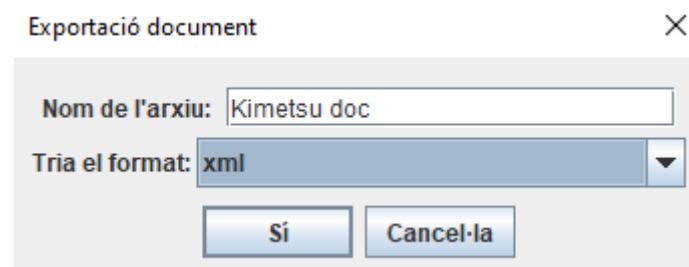 Exportació document
Nom de l'arxiu: Kimetsu doc
Tria el format: xml
Sí Cancel·la